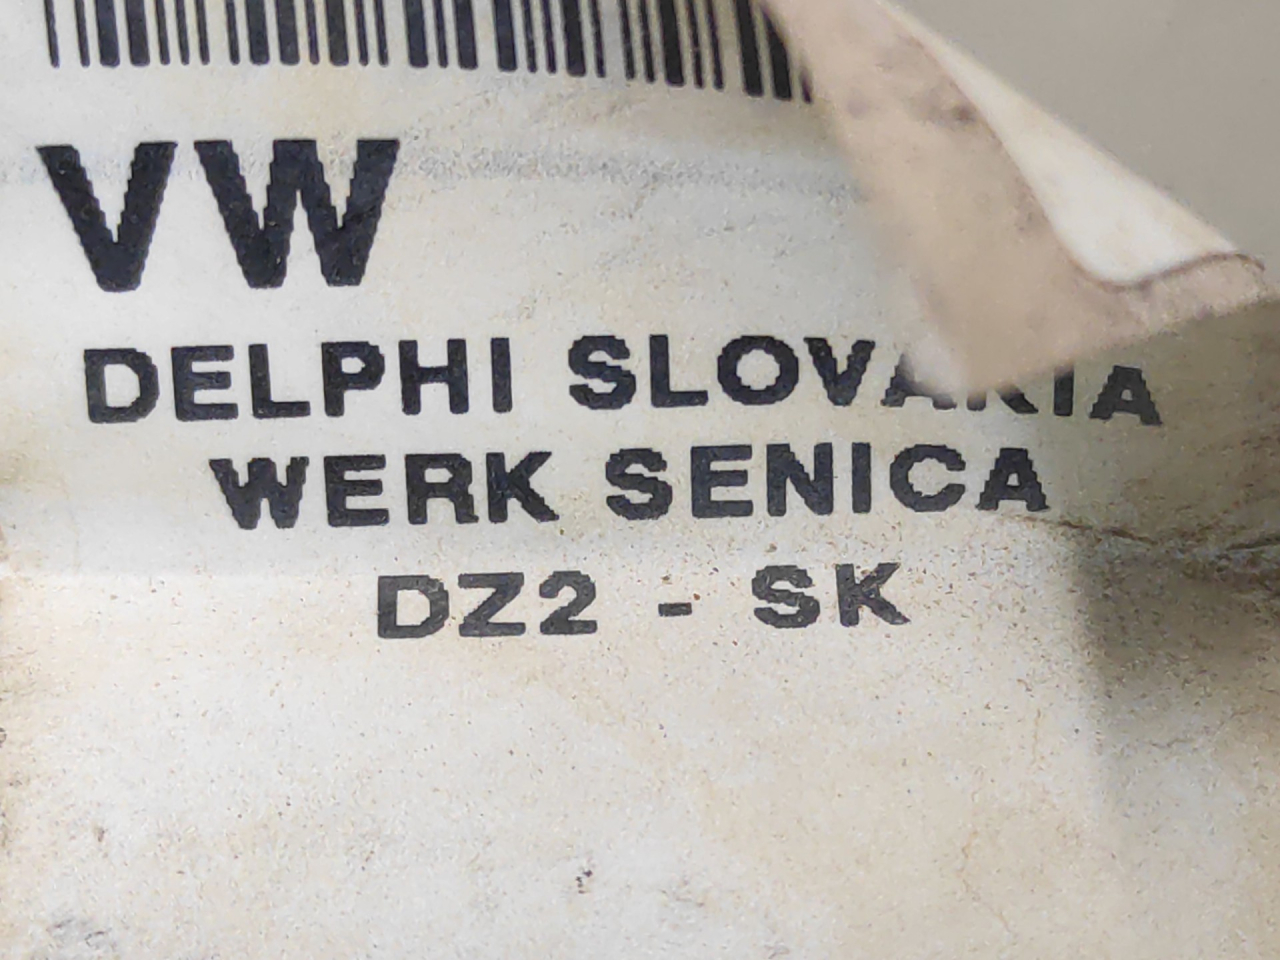 VW
DELPHI SLOVAKIA
WERK SENICA
DZ2 - SK